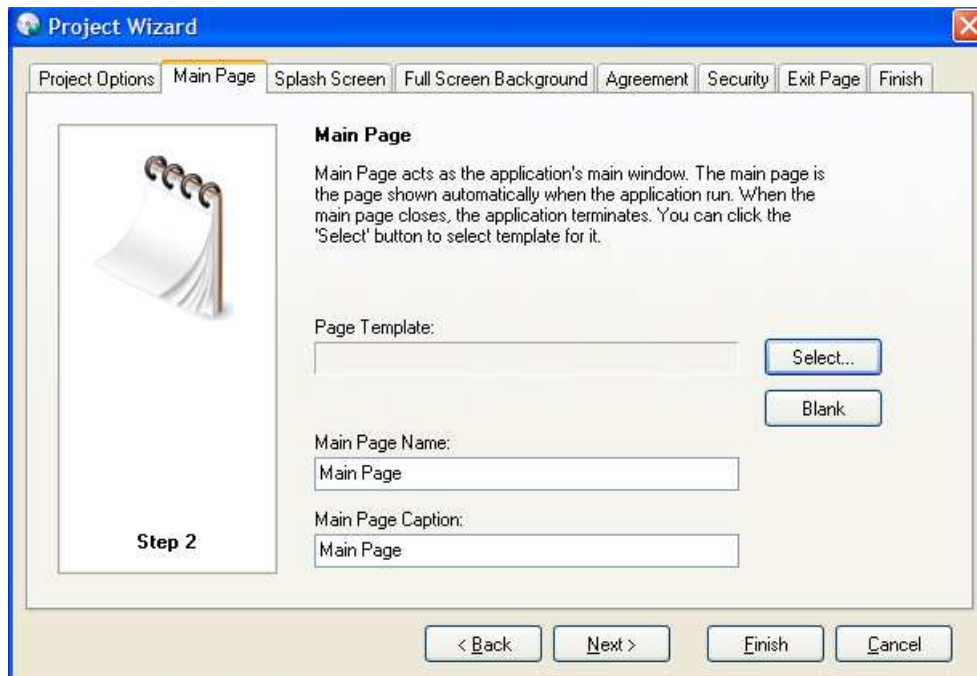 Project Wizard
Project Options Main Page Splash Screen Full Screen Background Agreement Security Exit Page Finish
Main Page
Main Page acts as the application's main window. The main page is
the page shown automatically when the application run. When the
main page closes, the application terminates. You can click the
'Select' button to select template for it.
Page Template:
Select...
Blank
Main Page Name:
Main Page
Main Page Caption:
Main Page
Step 2
< Back Next > Finish Cancel